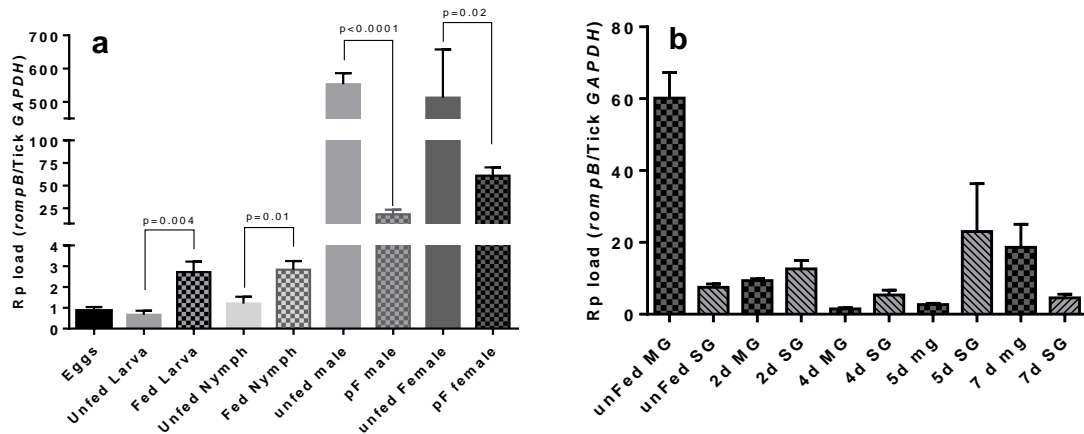 a
Rp load (rompB/Tick GAPDH)
700
600
500
100
75
50
25
4
3
2
1
0
p=0.004
p=0.01
p<0.0001
p=0.02
Eggs
Unfed Larva
Fed Larva
Unfed Nymph
Fed Nymph
unfed male
pF male
unfed Female
pF female
b
Rp load (rompB/Tick GAPDH)
80
60
40
20
0
unFed MG
unFed SG
2d MG
2d SG
4d MG
4d SG
5d mg
5d SG
7 d mg
7d SG